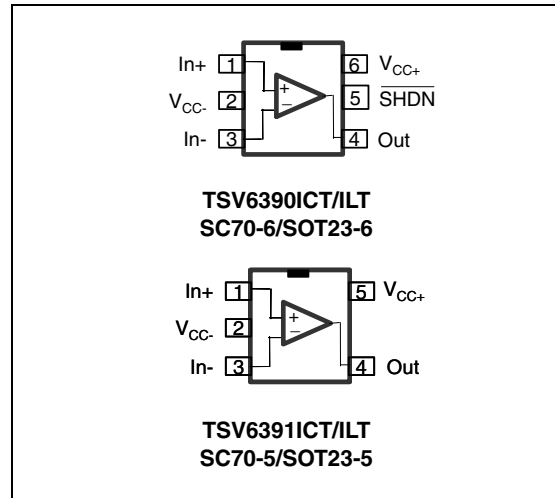 In+ 1 6 VCC+
VCC- 2 5 SHDN
In- 3 4 Out
+
−
TSV6390ICT/ILT
SC70-6/SOT23-6
In+ 1 5 VCC+
VCC- 2
In- 3 4 Out
+
−
TSV6391ICT/ILT
SC70-5/SOT23-5